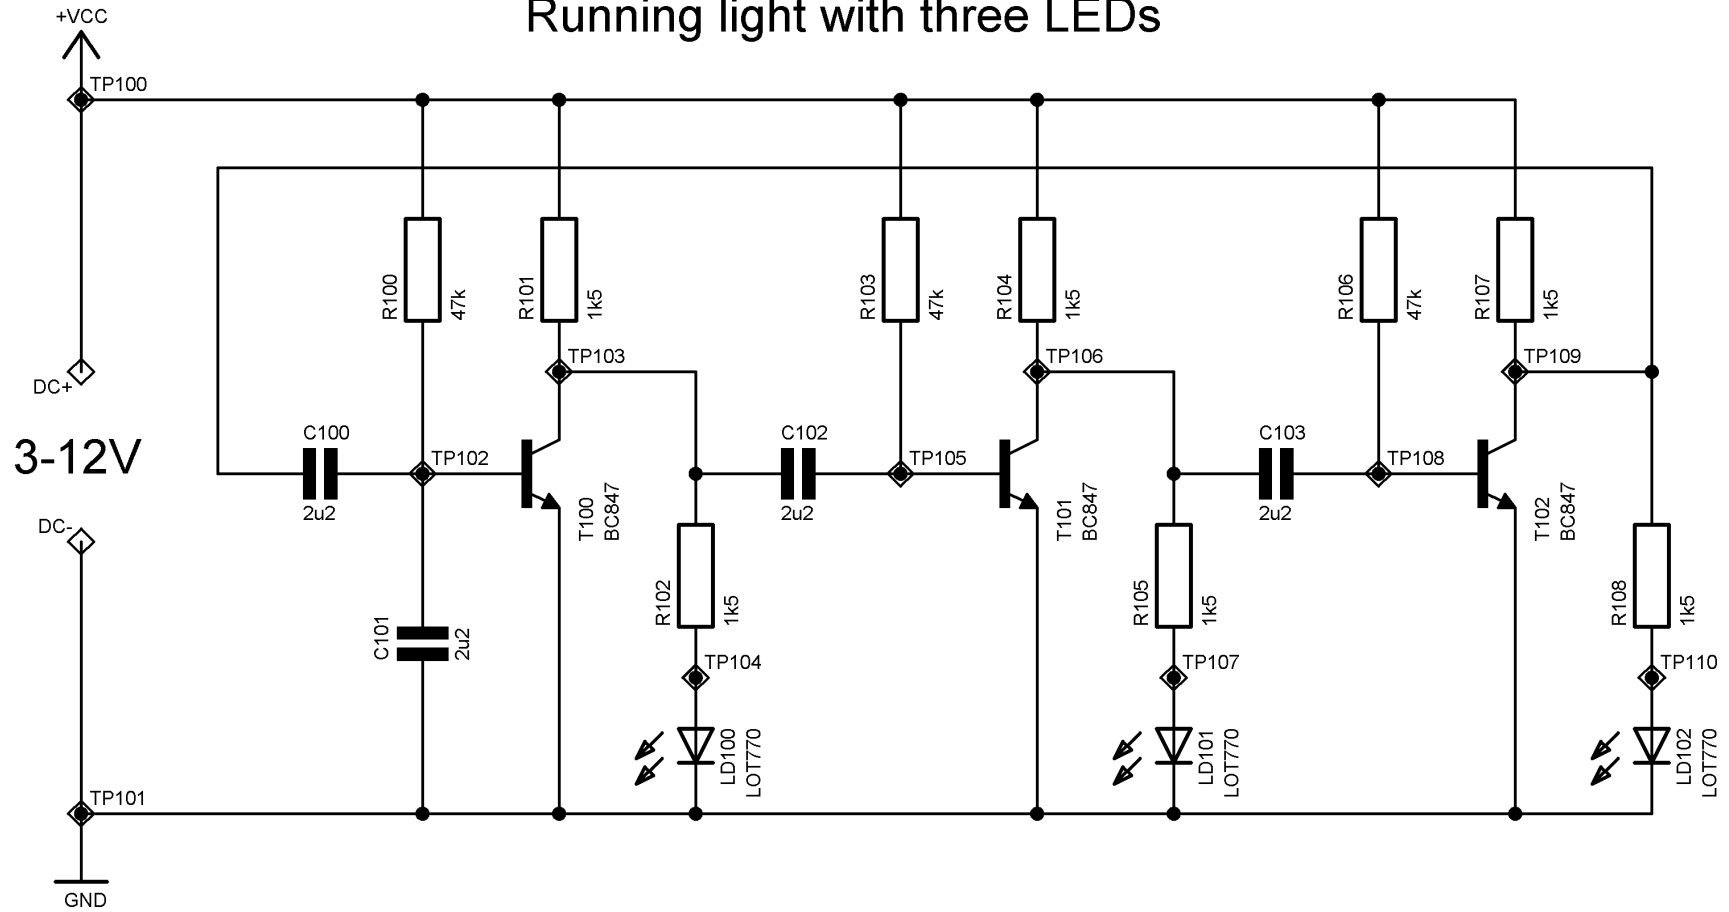 Running light with three LEDs
+VCC
TP100
R100
47k
R101
1k5
R103
47k
R104
1k5
R106
47k
R107
1k5
TP103
TP106
TP109
DC+
3-12V
C100
2u2
TP102
T100
BC847
C102
2u2
TP105
T101
BC847
C103
2u2
TP108
T102
BC847
DC-
C101
2u2
R102
1k5
R105
1k5
R108
1k5
TP104
TP107
TP110
LD100
LOT770
LD101
LOT770
LD102
LOT770
TP101
GND